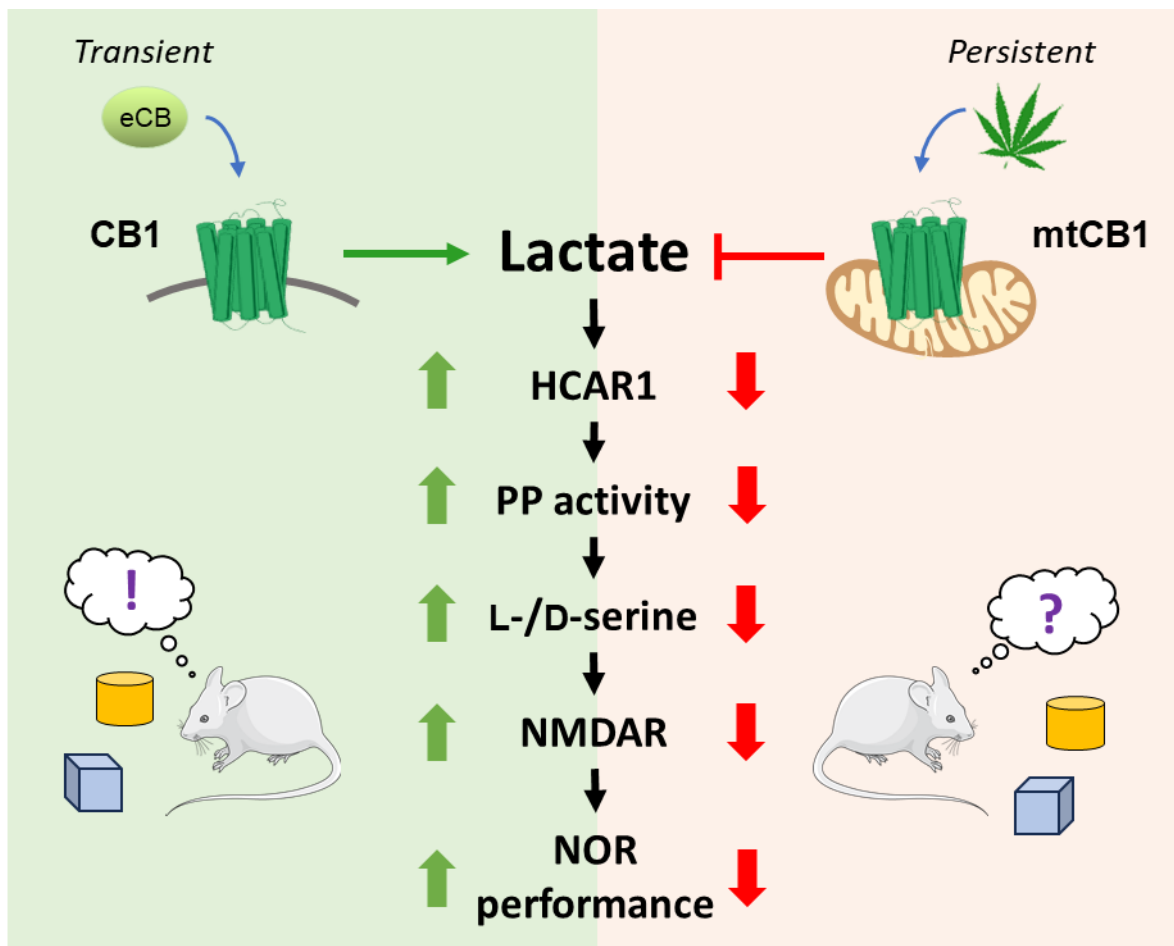 Transient
Persistent
eCB
CB1
Lactate
mtCB1
HCAR1
PP activity
L-/D-serine
!
?
NMDAR
NOR
performance